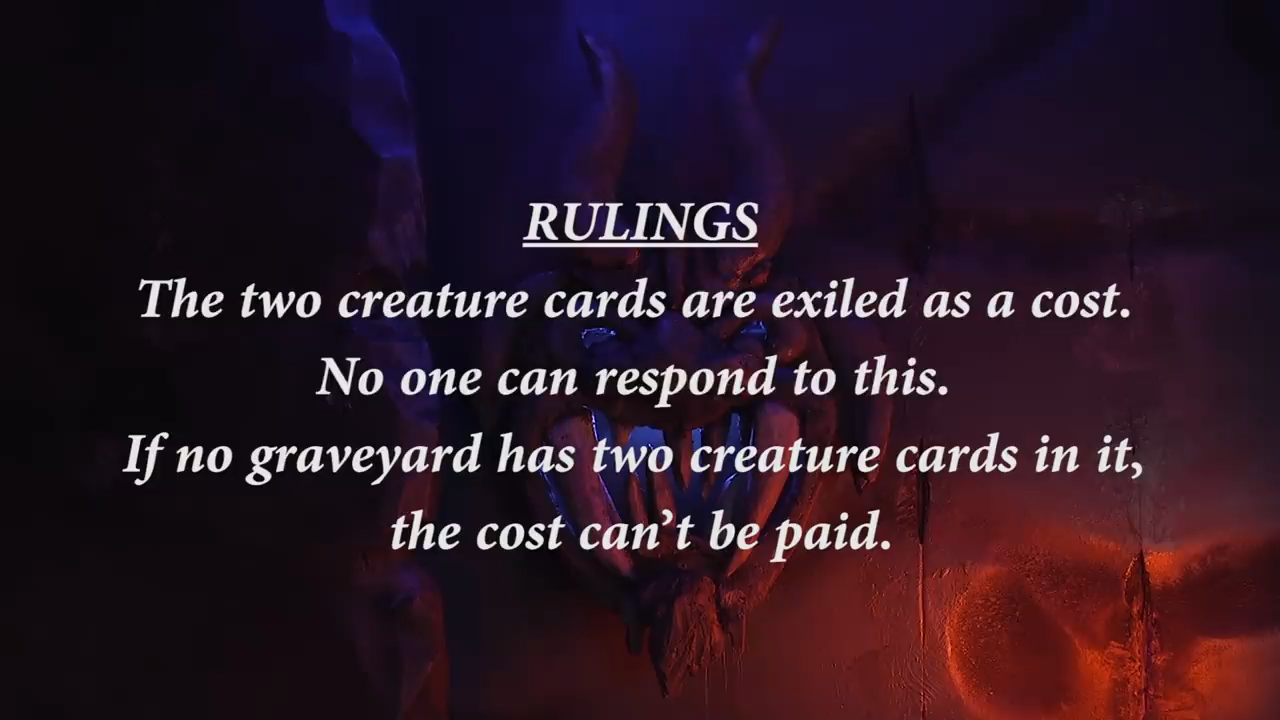 RULINGS
The two creature cards are exiled as a cost.
No one can respond to this.
If no graveyard has two creature cards in it,
the cost can’t be paid.